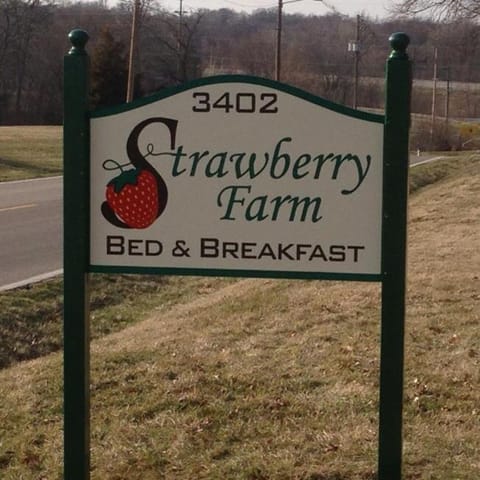 3402
Strawberry
Farm
BED & BREAKFAST